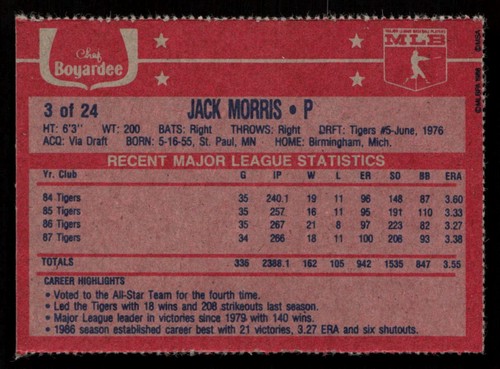 Chef
Boyardee
MAJOR LEAGUE BASEBALL PLAYERS
MLB
3 of 24 JACK MORRIS • P
HT: 6'3" WT: 200 BATS: Right THROWS: Right DRFT: Tigers #5-June, 1976
ACQ: Via Draft BORN: 5-16-55, St. Paul, MN HOME: Birmingham, Mich.
RECENT MAJOR LEAGUE STATISTICS
Yr. Club G IP W L ER SO BB ERA
84 Tigers 35 240.1 19 11 96 148 87 3.60
85 Tigers 35 257 16 11 95 191 110 3.33
86 Tigers 35 267 21 8 97 223 82 3.27
87 Tigers 34 266 18 11 100 208 93 3.38
TOTALS 336 2388.1 162 105 942 1535 847 3.55
CAREER HIGHLIGHTS
• Voted to the All-Star Team for the fourth time.
• Led the Tigers with 18 wins and 208 strikeouts last season.
• Major League leader in victories since 1979 with 140 wins.
• 1986 season established career best with 21 victories, 3.27 ERA and six shutouts.